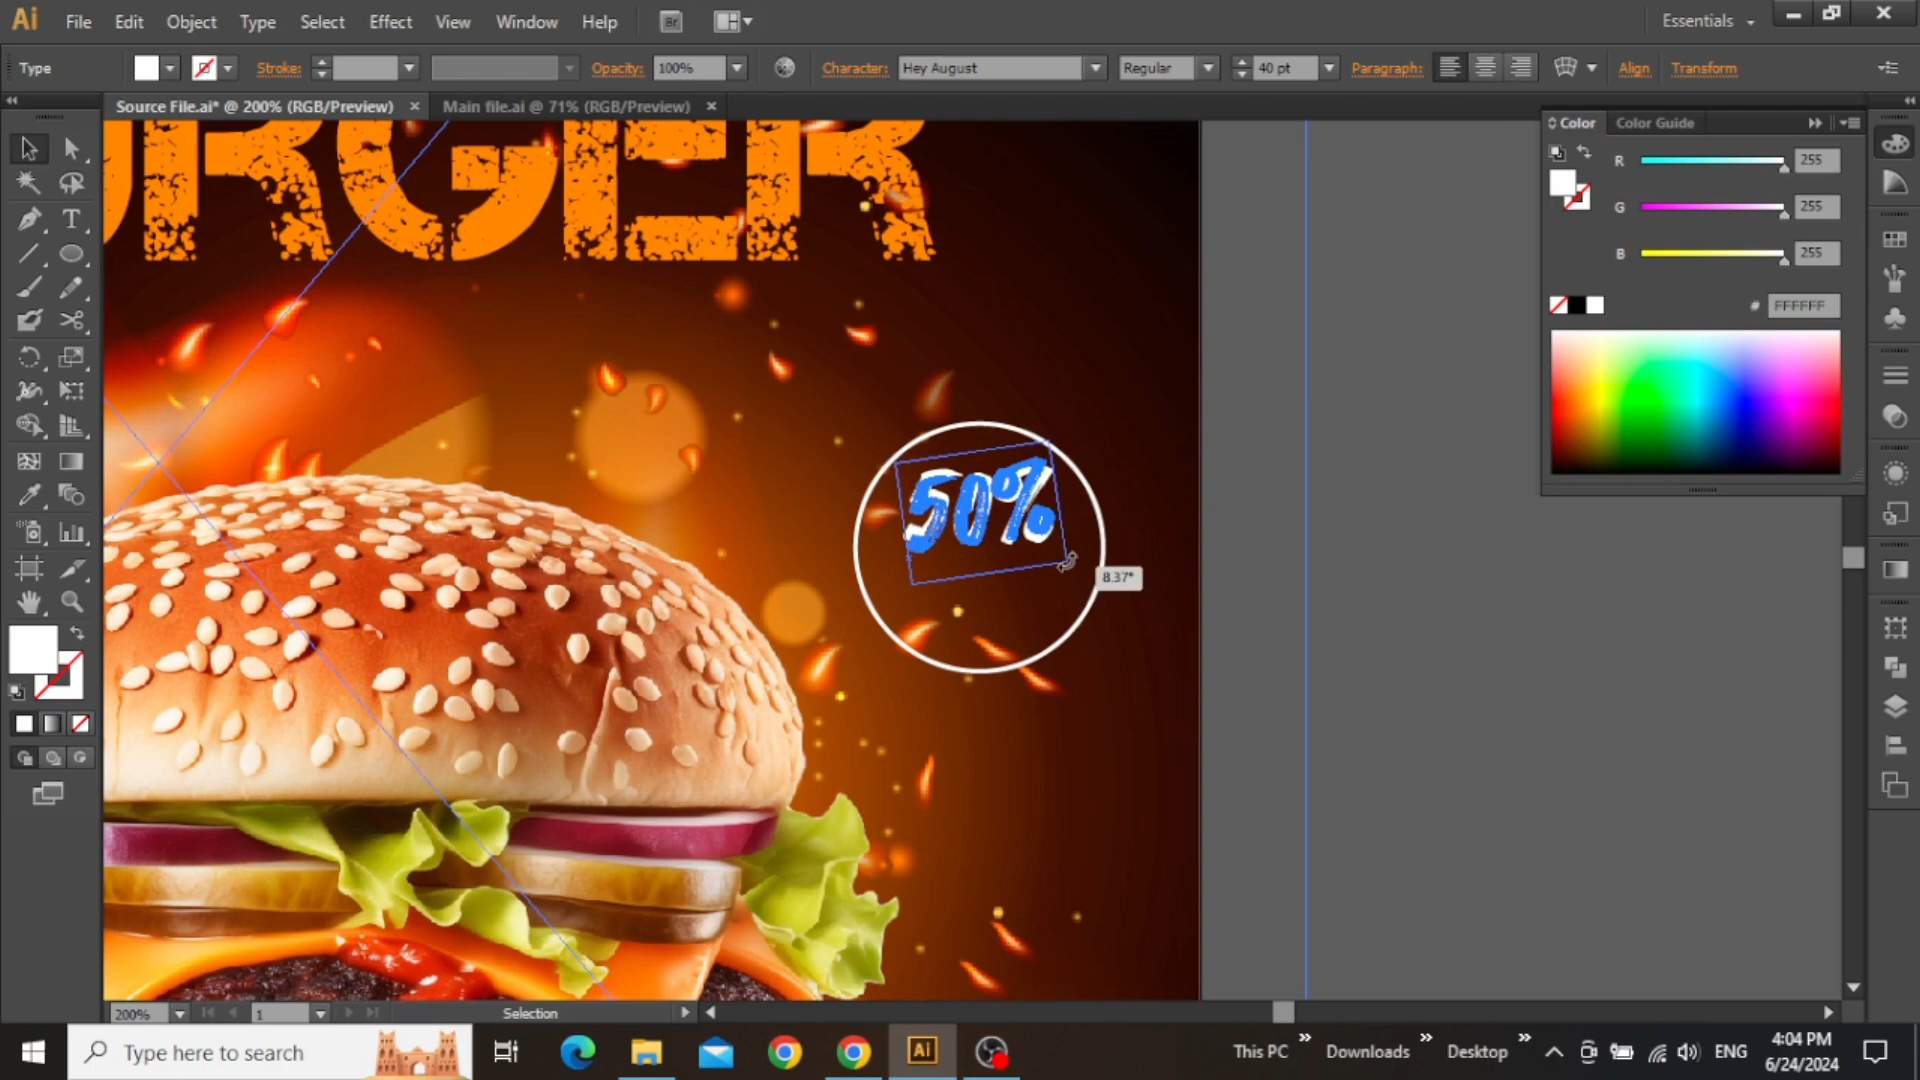 Ai File Edit Object Type Select Effect View Window Help Br Essentials
Type Stroke: Opacity: 100% Character: Hey August Regular 40 pt Paragraph: Align Transform
Source File.ai* @ 200% (RGB/Preview) Main file.ai @ 71% (RGB/Preview)
Color Color Guide
R 255
G 255
B 255
# FFFFFF
URGER
50%
8.37°
200% 1 Selection
Type here to search Ai This PC Downloads Desktop ENG 4:04 PM
6/24/2024